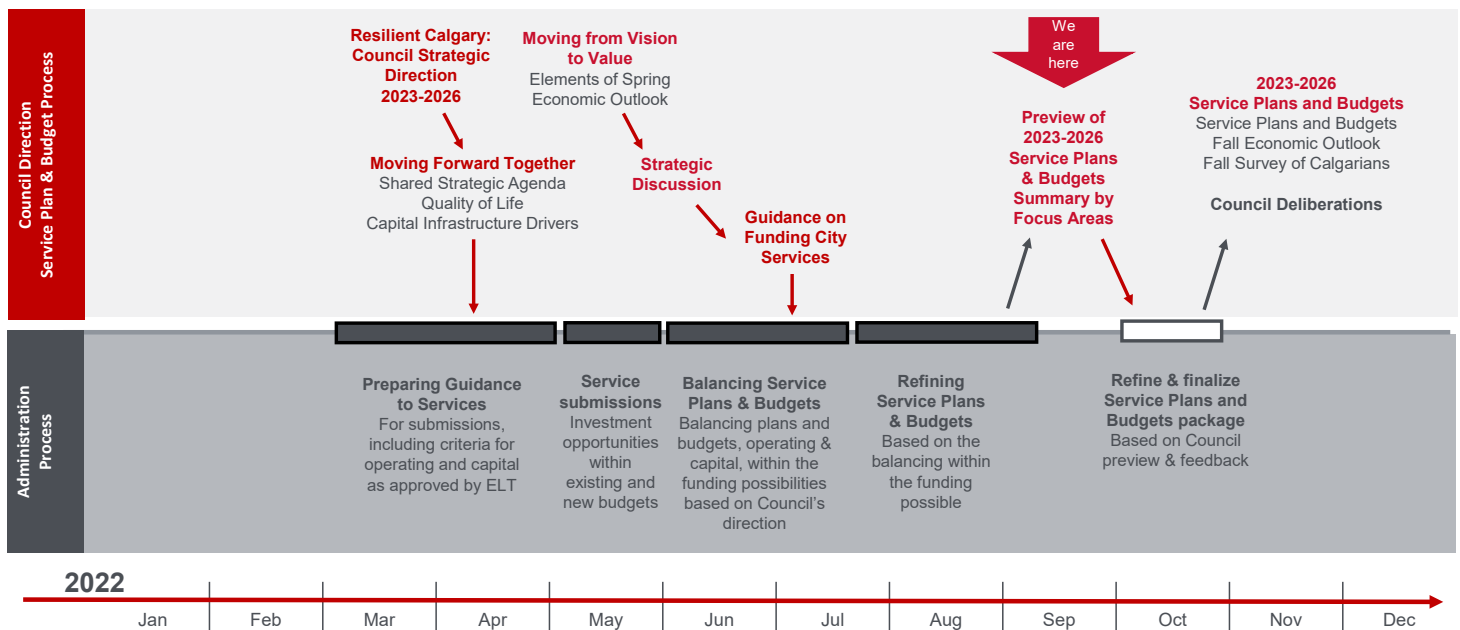 Council Direction
Service Plan & Budget Process
Resilient Calgary:
Council Strategic
Direction
2023-2026
Moving Forward Together
Shared Strategic Agenda
Quality of Life
Capital Infrastructure Drivers
Moving from Vision
to Value
Elements of Spring
Economic Outlook
Strategic
Discussion
Guidance on
Funding City
Services
We
are
here
Preview of
2023-2026
Service Plans
& Budgets
Summary by
Focus Areas
2023-2026
Service Plans and Budgets
Service Plans and Budgets
Fall Economic Outlook
Fall Survey of Calgarians
Council Deliberations
Administration
Process
Preparing Guidance
to Services
For submissions,
including criteria for
operating and capital
as approved by ELT
Service
submissions
Investment
opportunities
within
existing and
new budgets
Balancing Service
Plans & Budgets
Balancing plans and
budgets, operating &
capital, within the
funding possibilities
based on Council's
direction
Refining
Service Plans
& Budgets
Based on the
balancing within
the funding
possible
Refine & finalize
Service Plans and
Budgets package
Based on Council
preview & feedback
2022
Jan Feb Mar Apr May Jun Jul Aug Sep Oct Nov Dec